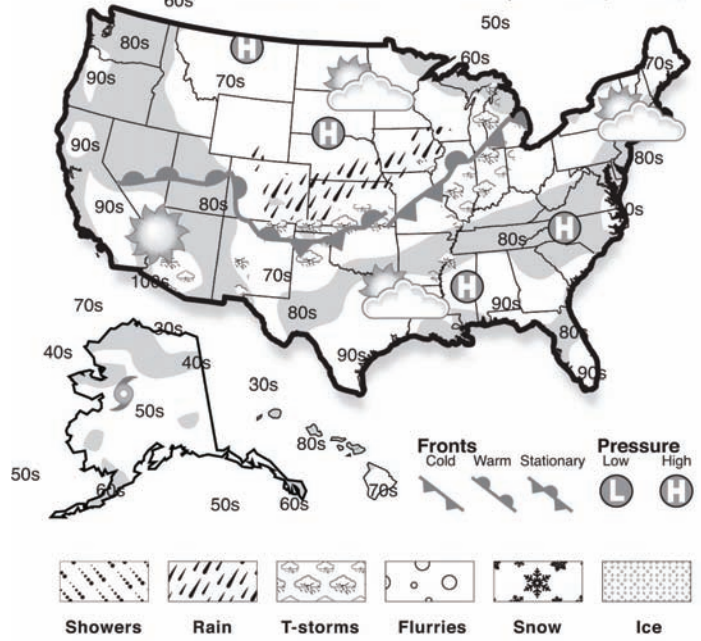 60s
50s
80s
H
60s
70s
90s
70s
H
90s
80s
90s
80s
0s
80s
H
100s
70s
H
70s
80s
90s
30s
90s
80s
40s
40s
90s
30s
50s
80s
Fronts
Pressure
Cold
Warm
Stationary
Low
High
50s
60s
70s
L
H
50s
60s
Showers
Rain
T-storms
Flurries
Snow
Ice